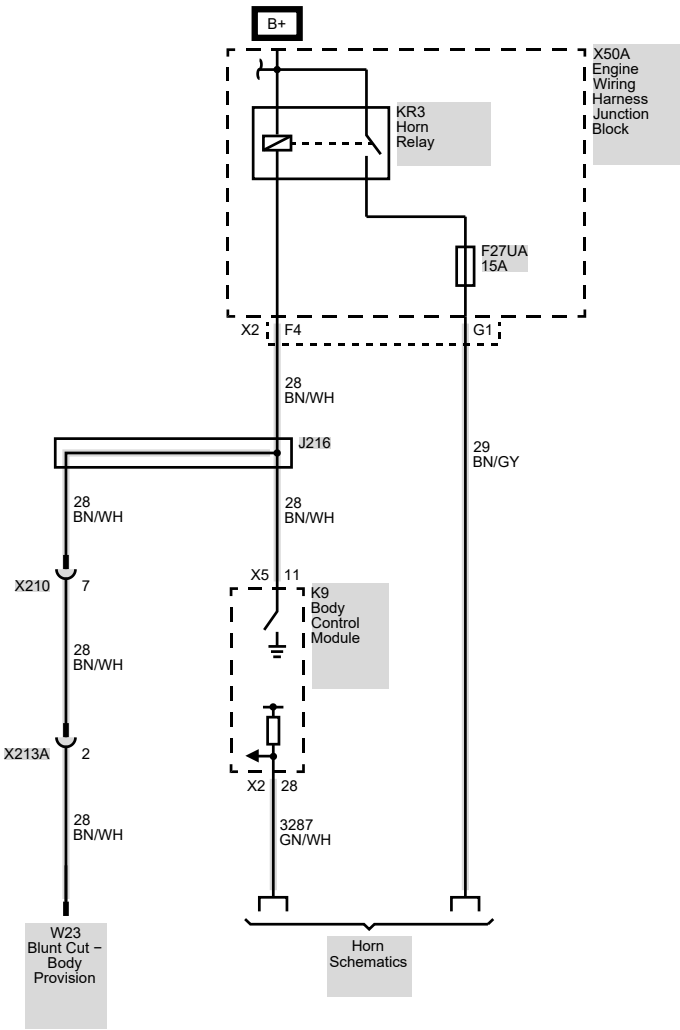 B+
X50A
Engine
Wiring
Harness
Junction
Block
KR3
Horn
Relay
F27UA
15A
X2
F4
G1
28
BN/WH
J216
29
BN/GY
28
BN/WH
28
BN/WH
X5
11
X210
7
K9
Body
Control
Module
28
BN/WH
X213A
2
X2
28
28
BN/WH
3287
GN/WH
W23
Blunt Cut –
Body
Provision
Horn
Schematics